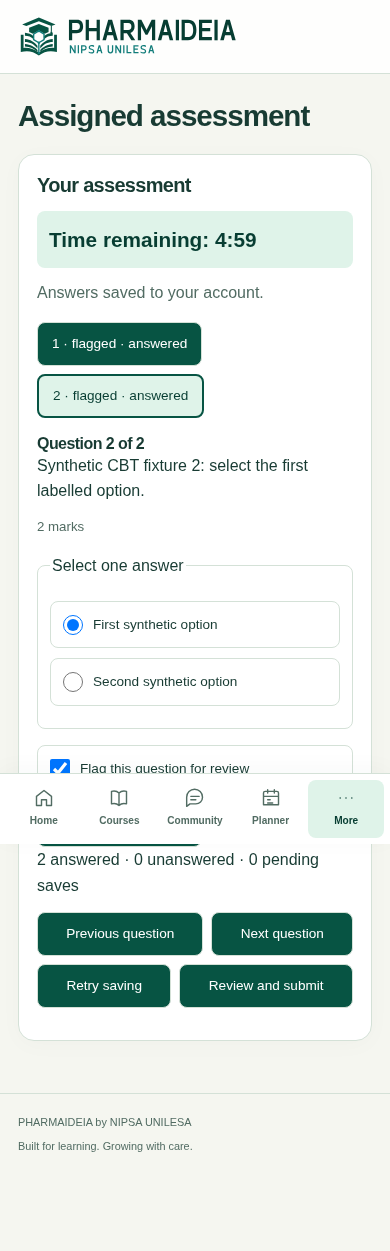 PHARMAIDEIA
NIPSA UNILESA
Assigned assessment
Your assessment
Time remaining: 4:59
Answers saved to your account.
1 · flagged · answered
2 · flagged · answered
Question 2 of 2
Synthetic CBT fixture 2: select the first
labelled option.
2 marks
Select one answer
First synthetic option
Second synthetic option
Flag this question for review
Home
Courses
Community
Planner
More
2 answered · 0 unanswered · 0 pending
saves
Previous question
Next question
Retry saving
Review and submit
PHARMAIDEIA by NIPSA UNILESA
Built for learning. Growing with care.